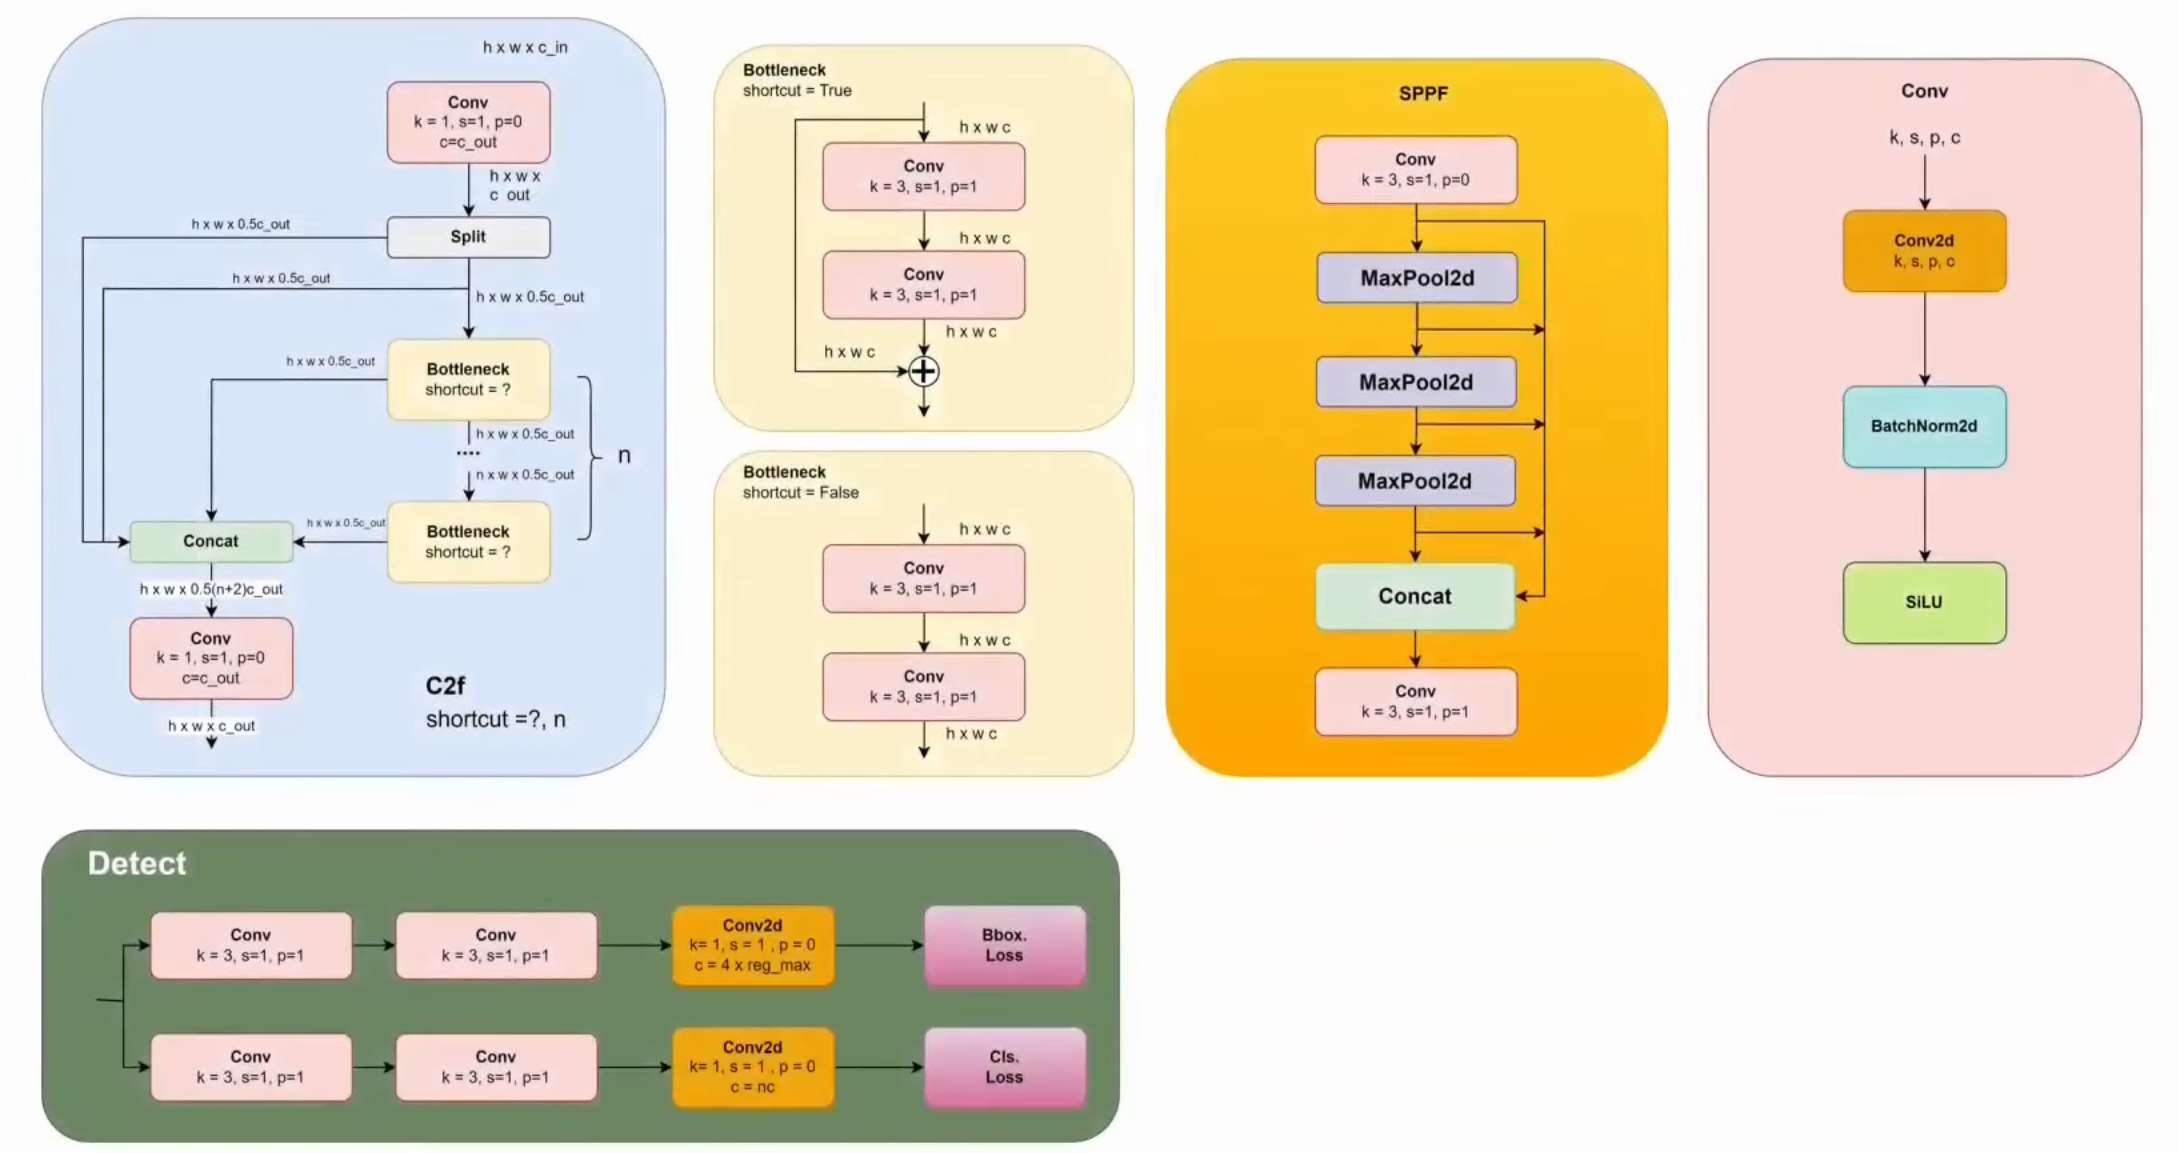 h x w x c_in
Conv
k = 1, s=1, p=0
c=c_out
h x w x
c out
h x w x 0.5c_out
Split
h x w x 0.5c_out
h x w x 0.5c_out
h x w x 0.5c_out
Bottleneck
shortcut = ?
h x w x 0.5c_out
....
n x w x 0.5c_out
n
h x w x 0.5c_out
Bottleneck
shortcut = ?
Concat
h x w x 0.5(n+2)c_out
Conv
k = 1, s=1, p=0
c=c_out
h x w x c_out
C2f
shortcut =?, n
Bottleneck
shortcut = True
h x w c
Conv
k = 3, s=1, p=1
h x w c
Conv
k = 3, s=1, p=1
h x w c
h x w c
+
Bottleneck
shortcut = False
h x w c
Conv
k = 3, s=1, p=1
h x w c
Conv
k = 3, s=1, p=1
h x w c
SPPF
Conv
k = 3, s=1, p=0
MaxPool2d
MaxPool2d
MaxPool2d
Concat
Conv
k = 3, s=1, p=1
Conv
k, s, p, c
Conv2d
k, s, p, c
BatchNorm2d
SiLU
Detect
Conv
k = 3, s=1, p=1
Conv
k = 3, s=1, p=1
Conv2d
k= 1, s = 1 , p = 0
c = 4 x reg_max
Bbox.
Loss
Conv
k = 3, s=1, p=1
Conv
k = 3, s=1, p=1
Conv2d
k= 1, s = 1 , p = 0
c = nc
Cls.
Loss